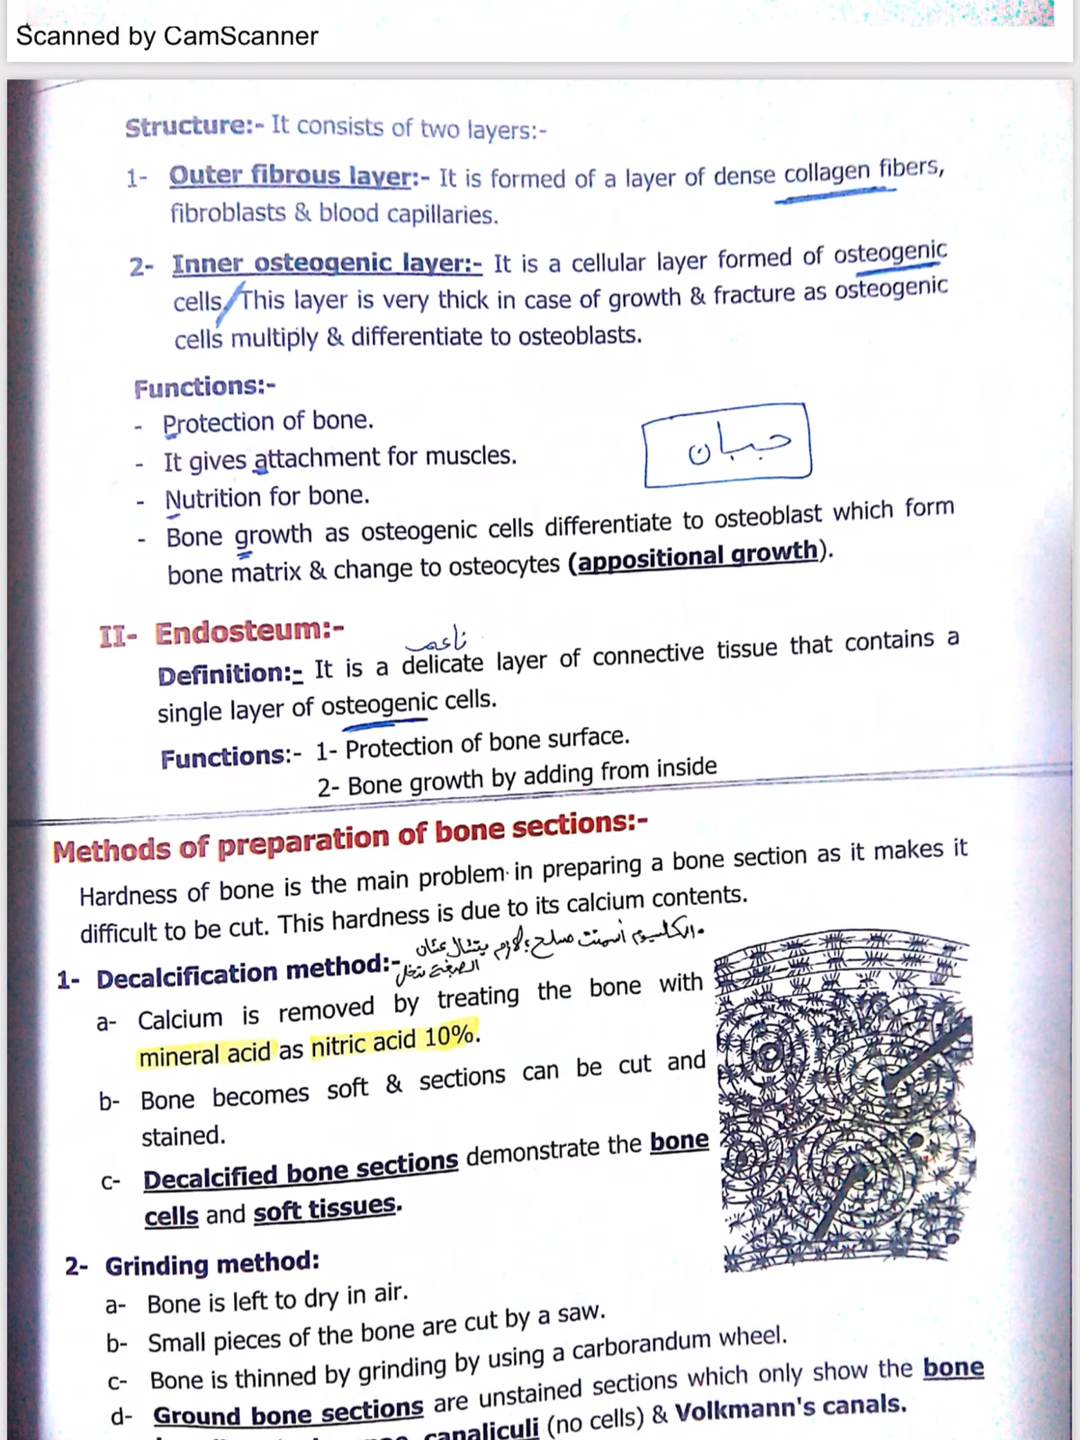 Scanned by CamScanner
Structure:- It consists of two layers:-
1- Outer fibrous layer:- It is formed of a layer of dense collagen fibers,
fibroblasts & blood capillaries.
2- Inner osteogenic layer:- It is a cellular layer formed of osteogenic
cells. This layer is very thick in case of growth & fracture as osteogenic
cells multiply & differentiate to osteoblasts.
Functions:-
- Protection of bone.
- It gives attachment for muscles.
جبان
- Nutrition for bone.
- Bone growth as osteogenic cells differentiate to osteoblast which form
bone matrix & change to osteocytes (appositional growth).
II- Endosteum:-
ناعمه
Definition:- It is a delicate layer of connective tissue that contains a
single layer of osteogenic cells.
Functions:- 1- Protection of bone surface.
2- Bone growth by adding from inside
Methods of preparation of bone sections:-
Hardness of bone is the main problem in preparing a bone section as it makes it
difficult to be cut. This hardness is due to its calcium contents.
الكلسيوم أسمنت مسلح؛ لازم يتشال عشان
الصبغة تدخل
1- Decalcification method:-
a- Calcium is removed by treating the bone with
mineral acid as nitric acid 10%.
b- Bone becomes soft & sections can be cut and
stained.
c- Decalcified bone sections demonstrate the bone
cells and soft tissues.
2- Grinding method:
a- Bone is left to dry in air.
b- Small pieces of the bone are cut by a saw.
c- Bone is thinned by grinding by using a carborandum wheel.
d- Ground bone sections are unstained sections which only show the bone
canaliculi (no cells) & Volkmann's canals.